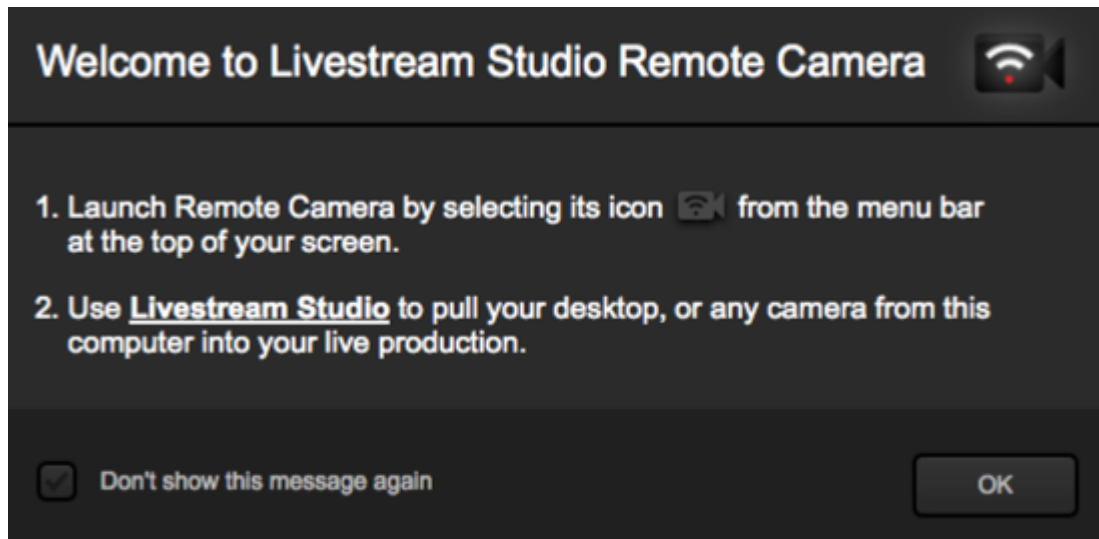 Welcome to Livestream Studio Remote Camera
1. Launch Remote Camera by selecting its icon from the menu bar
at the top of your screen.
2. Use Livestream Studio to pull your desktop, or any camera from this
computer into your live production.
Don't show this message again
OK